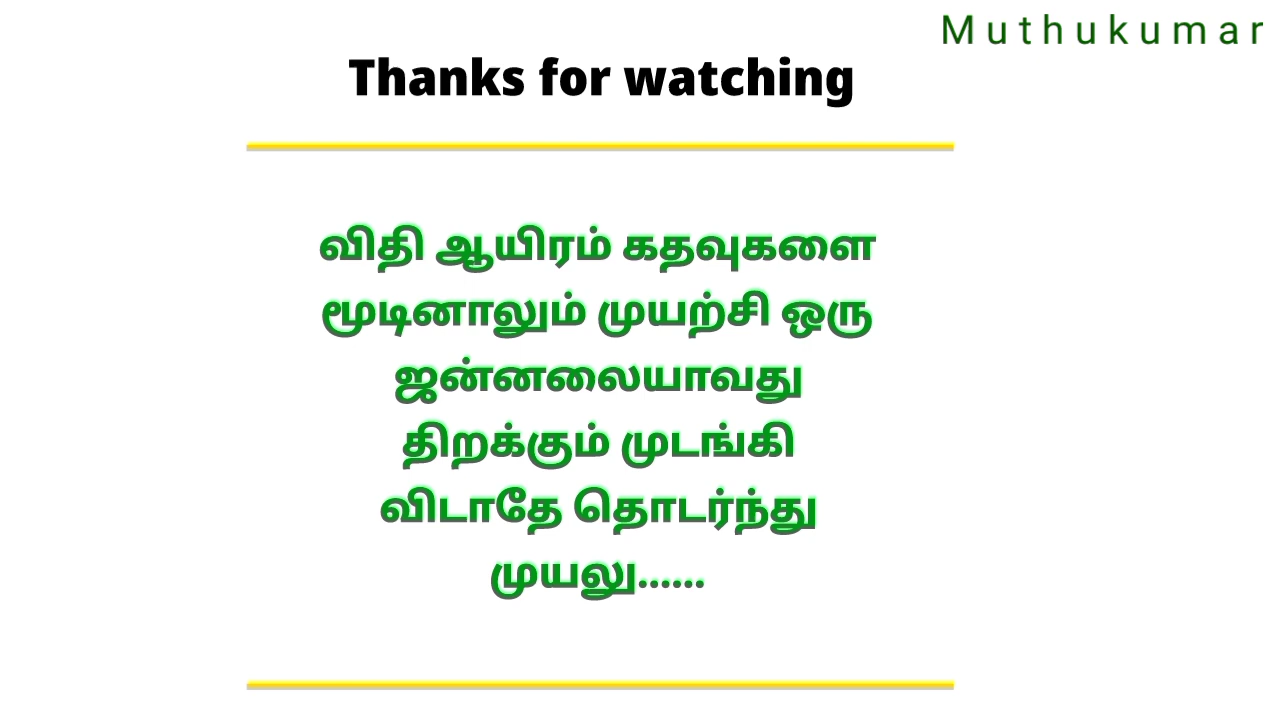 Muthukumar
Thanks for watching
விதி ஆயிரம் கதவுகளை
மூடினாலும் முயற்சி ஒரு
ஜன்னலையாவது
திறக்கும் முடங்கி
விடாதே தொடர்ந்து
முயலு......